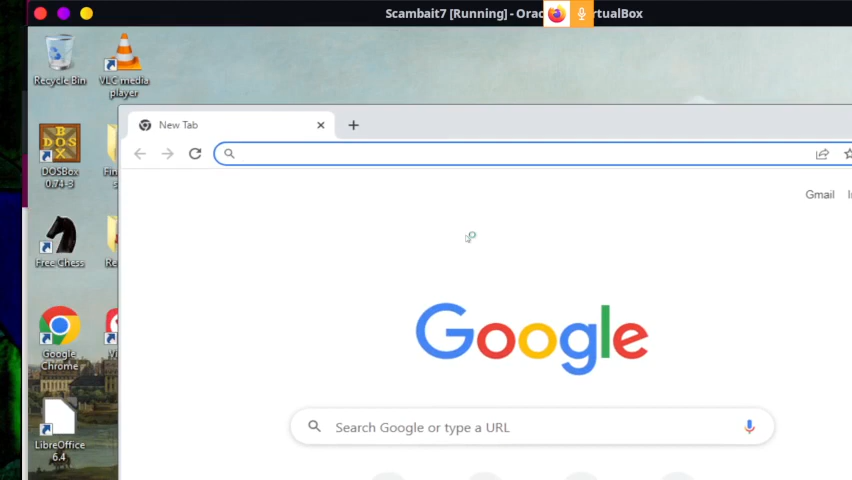 Scambait7 [Running] - Orac rtualBox
Recycle Bin
VLC media
player
New Tab
DOSBox
0.74-3
Gmail
Free Chess
Google
Google
Chrome
Search Google or type a URL
LibreOffice
6.4